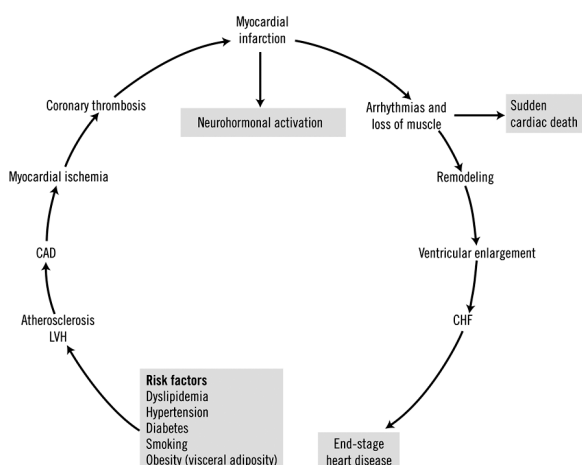 Myocardial
infarction
Coronary thrombosis
Neurohormonal activation
Arrhythmias and
loss of muscle
Sudden
cardiac death
Myocardial ischemia
Remodeling
CAD
Ventricular enlargement
Atherosclerosis
LVH
CHF
Risk factors
Dyslipidemia
Hypertension
Diabetes
Smoking
Obesity (visceral adiposity)
End-stage
heart disease